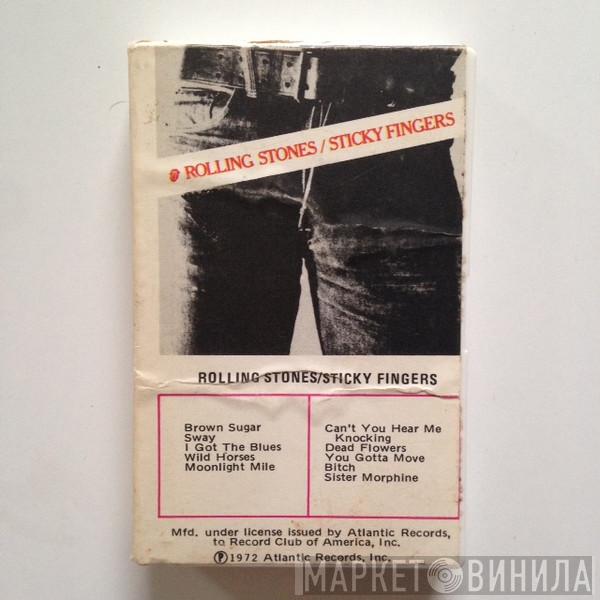 ROLLING STONES / STICKY FINGERS
ROLLING STONES/STICKY FINGERS
Brown Sugar
Sway
I Got The Blues
Wild Horses
Moonlight Mile
Can't You Hear Me
Knocking
Dead Flowers
You Gotta Move
Bitch
Sister Morphine
Mfd. under license issued by Atlantic Records,
to Record Club of America, Inc.
Ⓟ1972 Atlantic Records, Inc.
МАРКЕТ ВИНИЛА